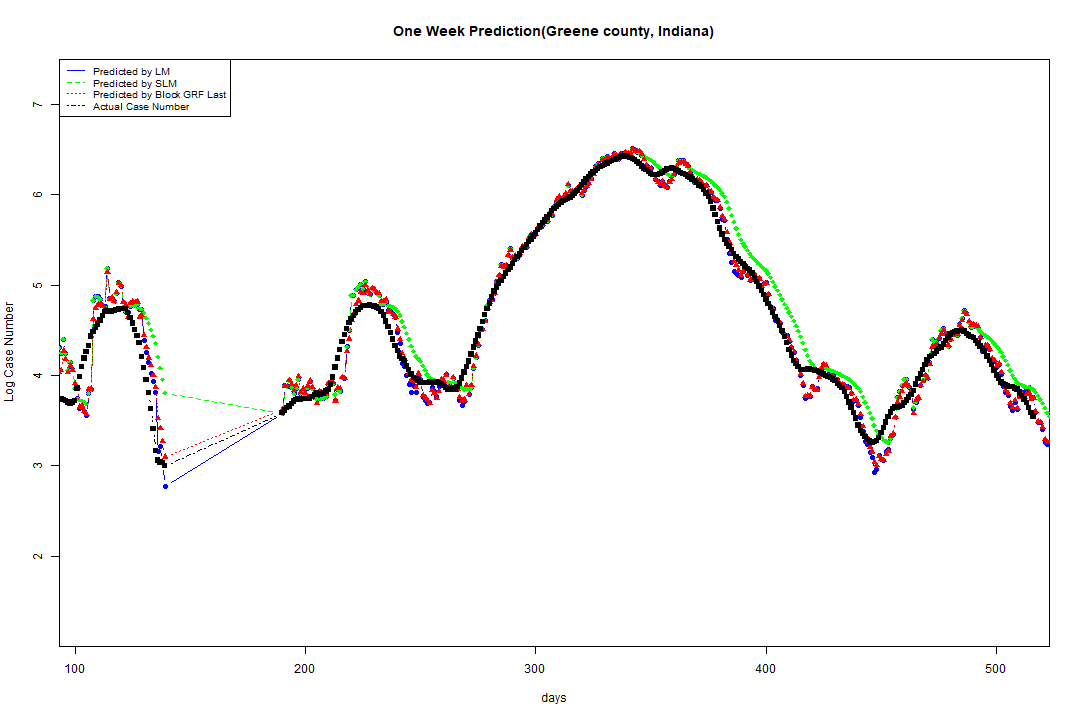 One Week Prediction(Greene county, Indiana)
Predicted by LM
Predicted by SLM
Predicted by Block GRF Last
Actual Case Number
7
6
5
4
3
2
Log Case Number
100 200 300 400 500
days